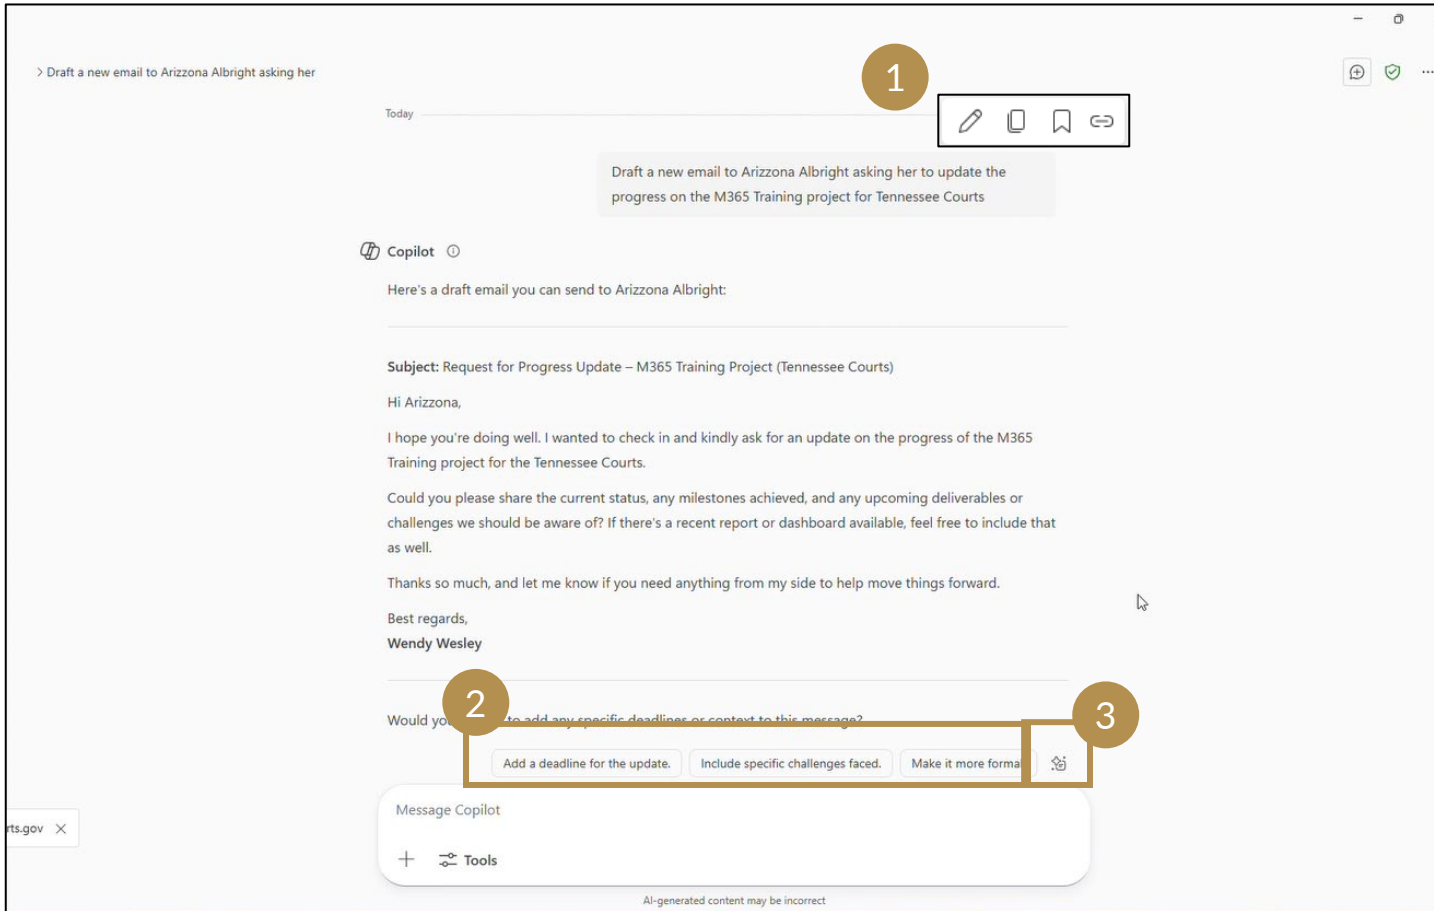 > Draft a new email to Arizzona Albright asking her
1
Today
Draft a new email to Arizzona Albright asking her to update the
progress on the M365 Training project for Tennessee Courts
Copilot
Here's a draft email you can send to Arizzona Albright:
Subject: Request for Progress Update – M365 Training Project (Tennessee Courts)
Hi Arizzona,
I hope you're doing well. I wanted to check in and kindly ask for an update on the progress of the M365
Training project for the Tennessee Courts.
Could you please share the current status, any milestones achieved, and any upcoming deliverables or
challenges we should be aware of? If there's a recent report or dashboard available, feel free to include that
as well.
Thanks so much, and let me know if you need anything from my side to help move things forward.
Best regards,
Wendy Wesley
2
3
Would to add any specific deadlines or context to this message?
Add a deadline for the update.
Include specific challenges faced.
Make it more
Message Copilot
rts.gov
Tools
AI-generated content may be incorrect